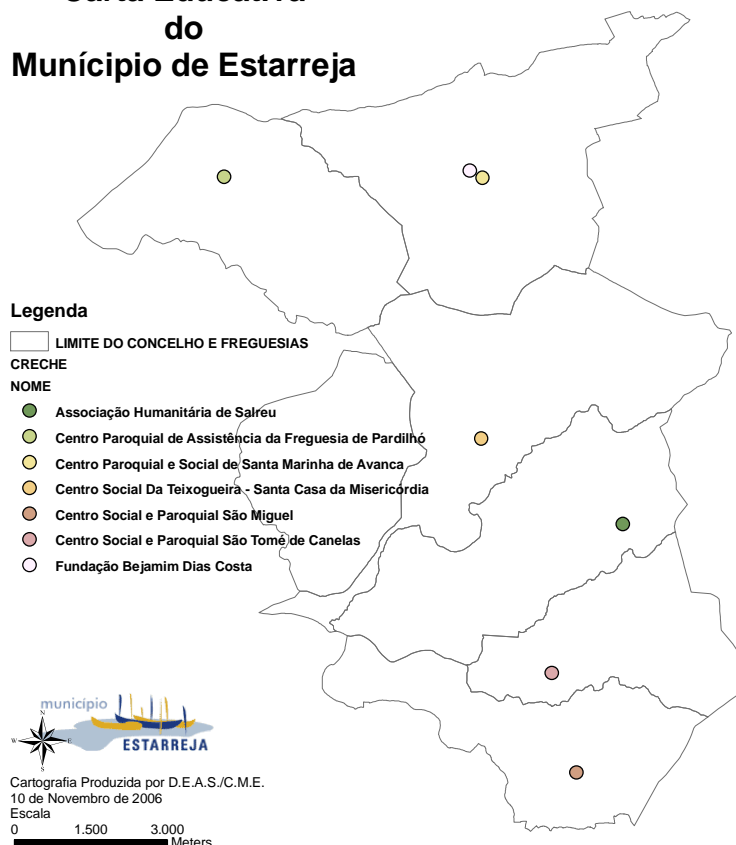 do
Munícipio de Estarreja
Legenda
LIMITE DO CONCELHO E FREGUESIAS
CRECHE
NOME
Associação Humanitária de Salreu
Centro Paroquial de Assistência da Freguesia de Pardilhó
Centro Paroquial e Social de Santa Marinha de Avanca
Centro Social Da Teixogueira - Santa Casa da Misericórdia
Centro Social e Paroquial São Miguel
Centro Social e Paroquial São Tomé de Canelas
Fundação Bejamim Dias Costa
município
ESTARREJA
N
W E
S
Cartografia Produzida por D.E.A.S./C.M.E.
10 de Novembro de 2006
Escala
0 1.500 3.000
Meters